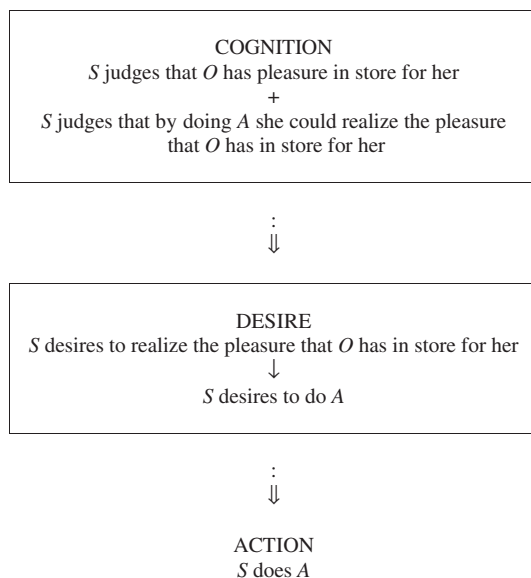 COGNITION
S judges that O has pleasure in store for her
+
S judges that by doing A she could realize the pleasure
that O has in store for her
:
⇓
DESIRE
S desires to realize the pleasure that O has in store for her
↓
S desires to do A
:
⇓
ACTION
S does A